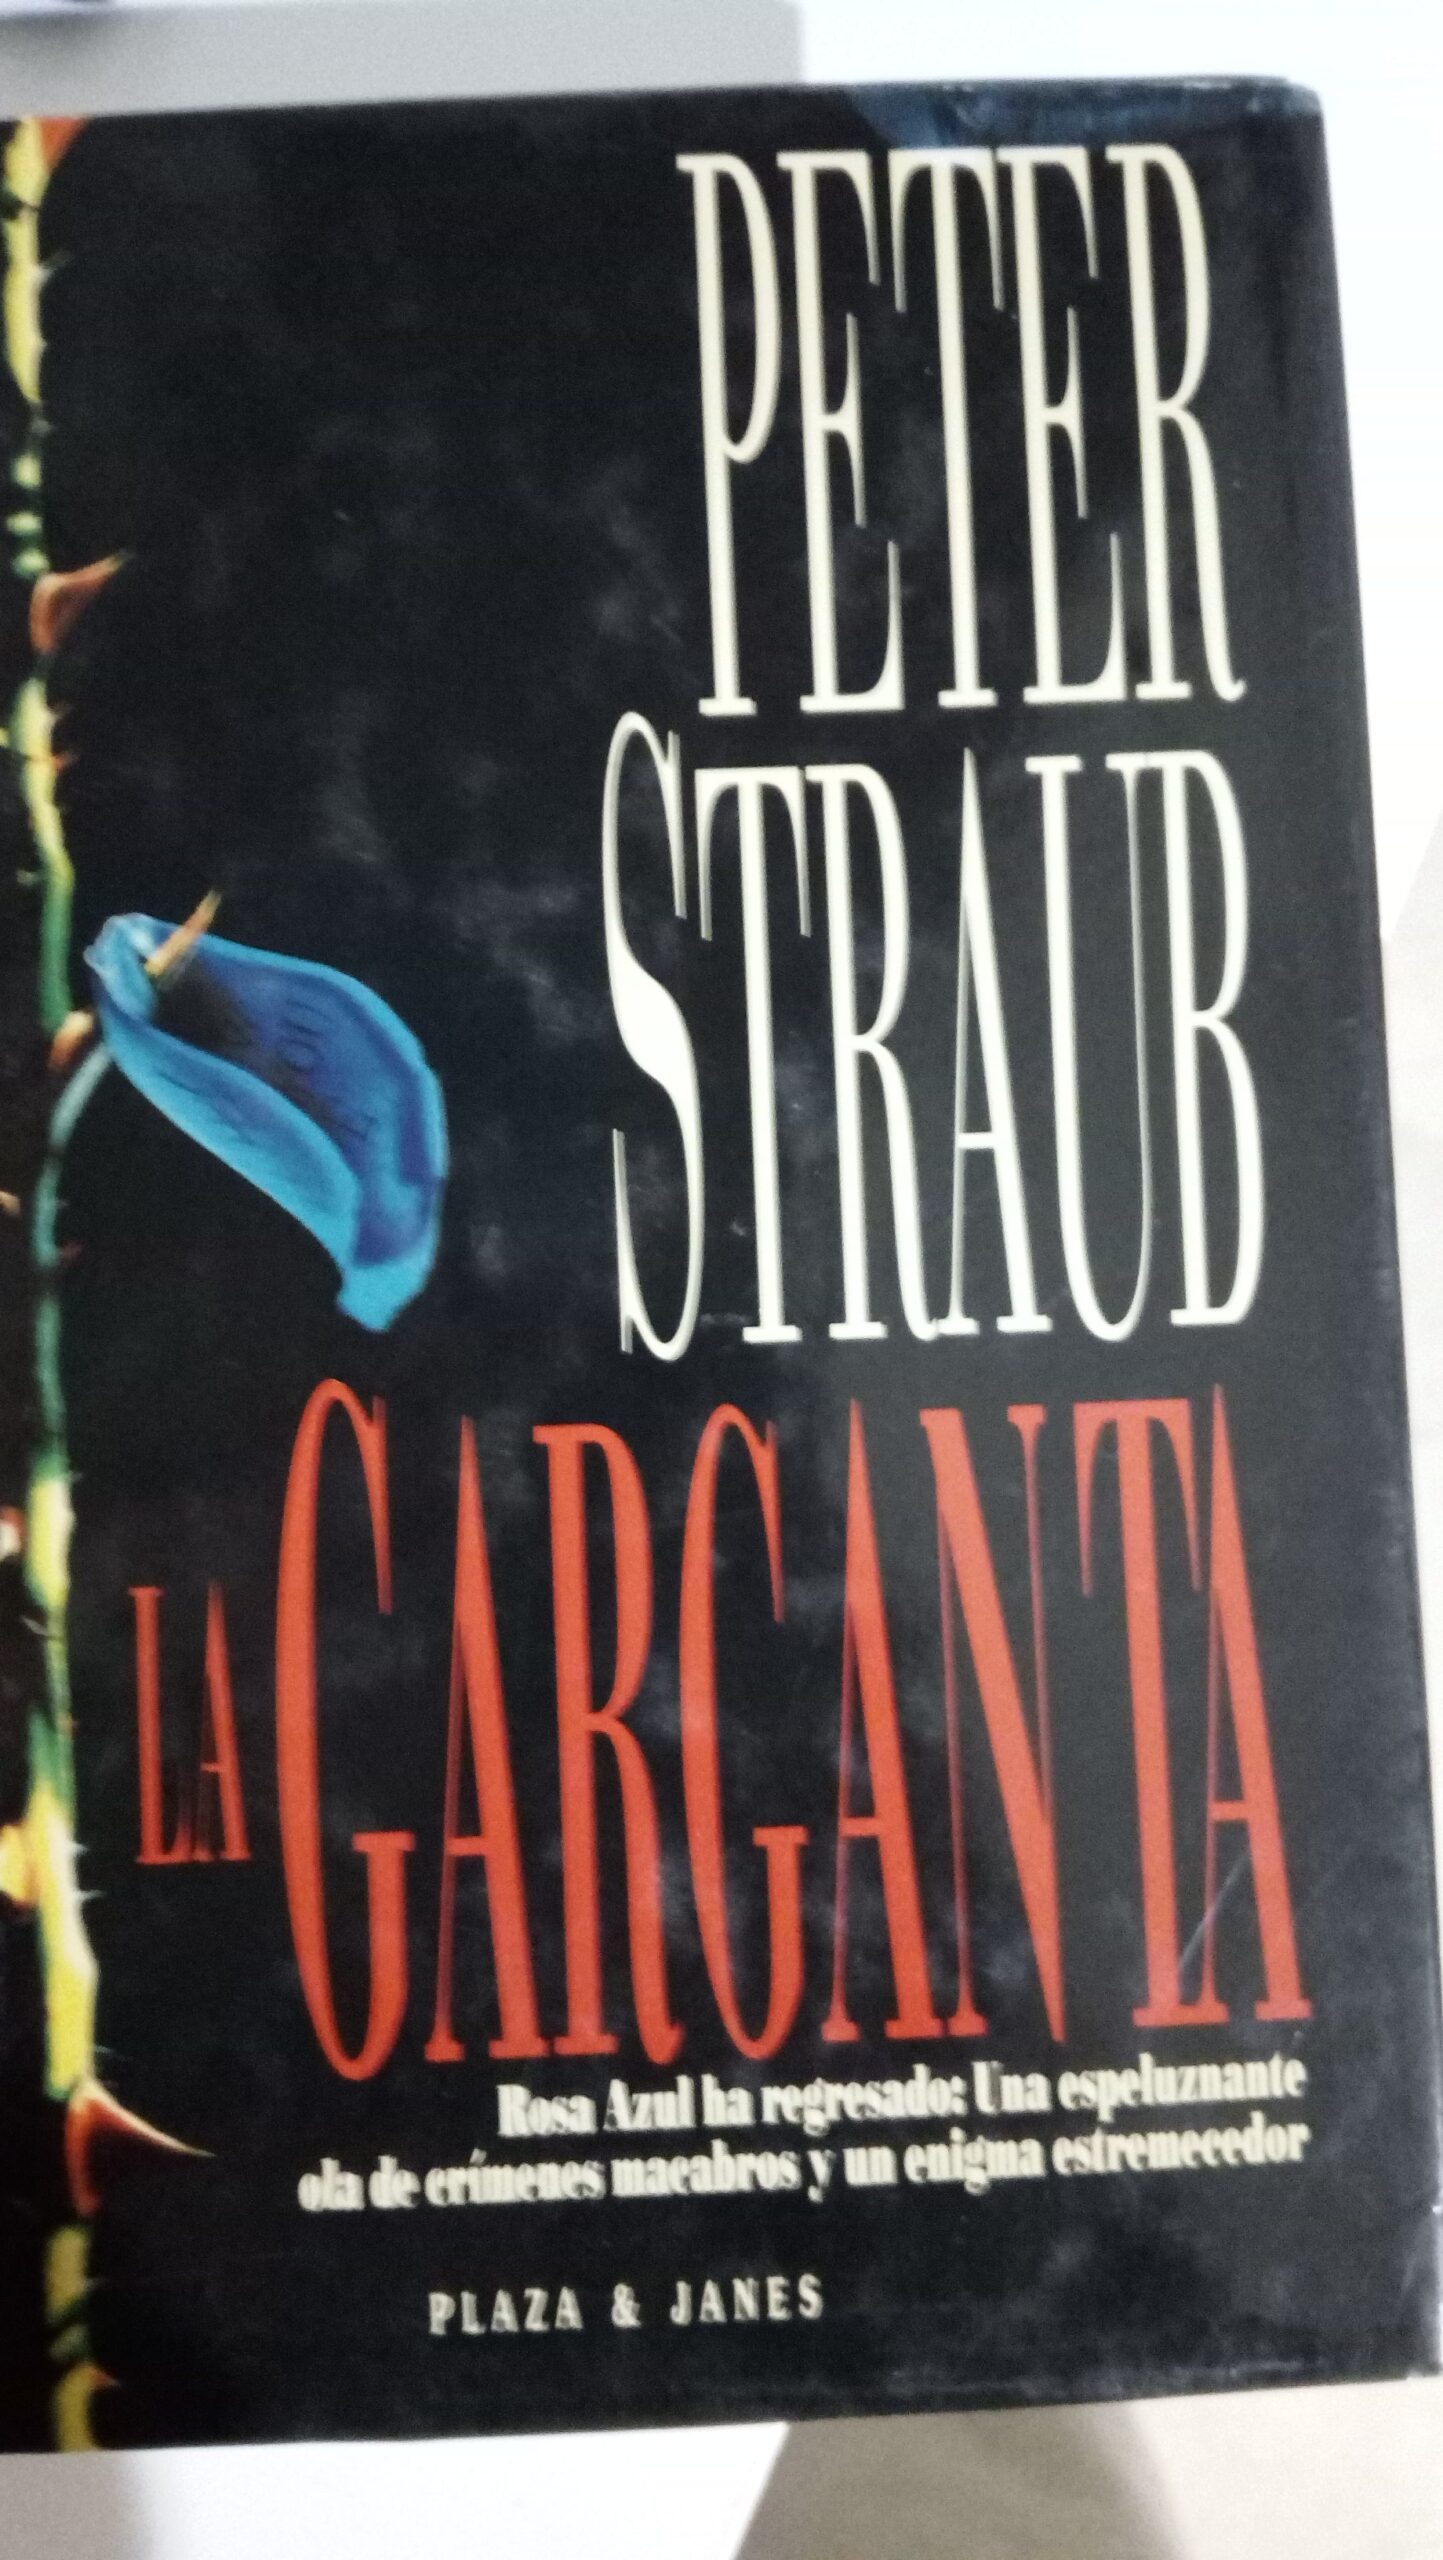 PETER
STRAUB
LA GARGANTA
Rosa Azul ha regresado: Una espeluznante
ola de crímenes macabros y un enigma estremecedor
PLAZA & JANES